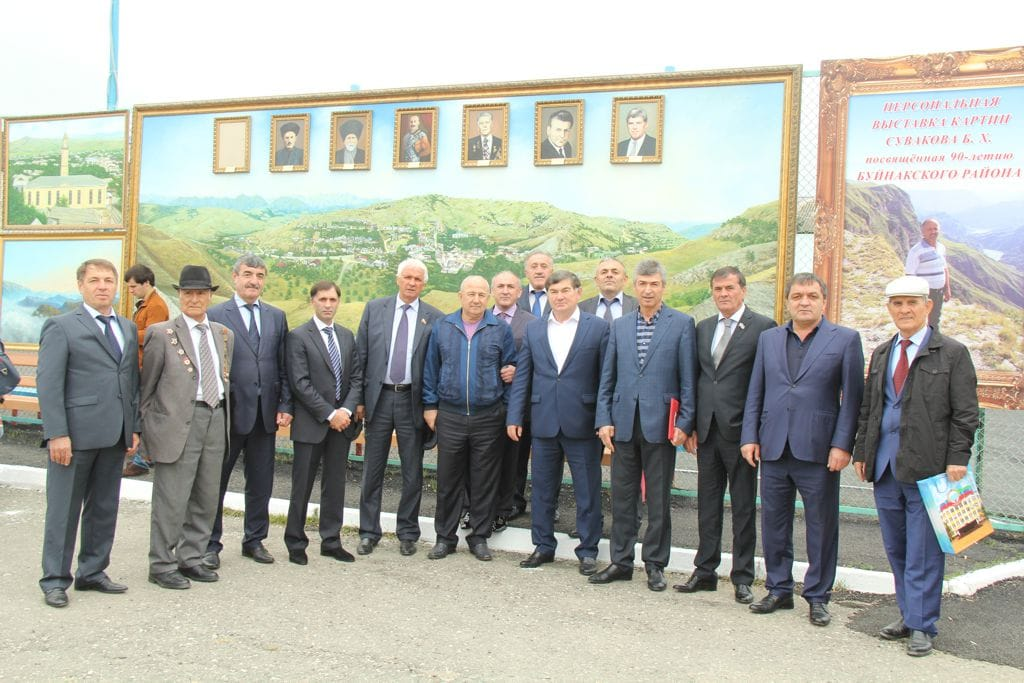 ПЕРСОНАЛЬНАЯ
ВЫСТАВКА КАРТИН
СУВАКОВА Б. Х.
посвящённая 90-летию
БУЙНАКСКОГО РАЙОНА